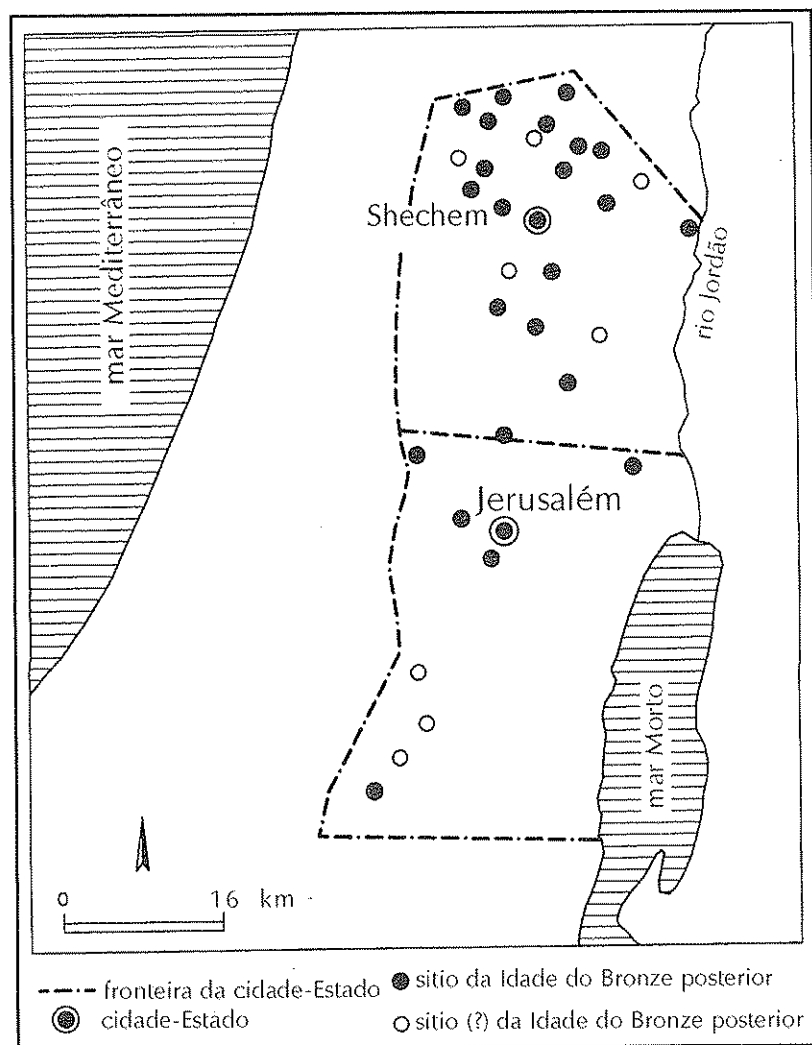 mar Mediterrâneo
Shechem
rio Jordão
Jerusalém
mar Morto
0 16 km
fronteira da cidade-Estado
sítio da Idade do Bronze posterior
cidade-Estado
sítio (?) da Idade do Bronze posterior